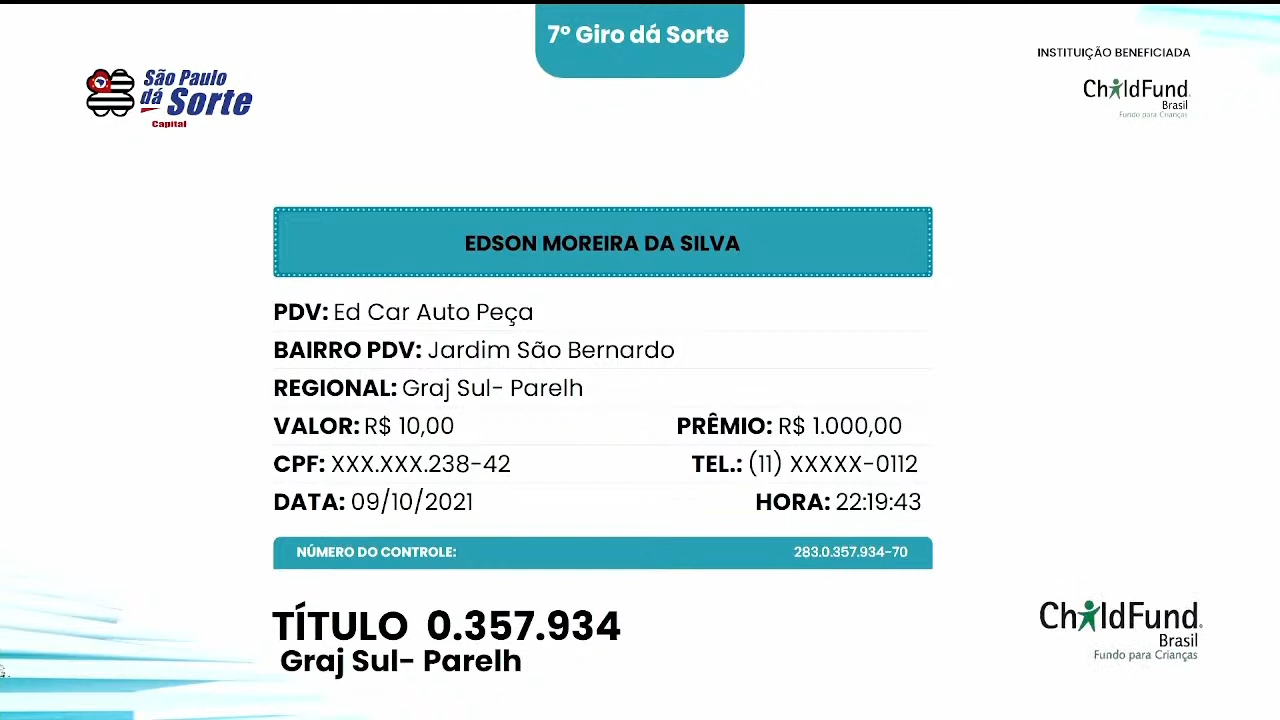 7º Giro dá Sorte
INSTITUIÇÃO BENEFICIADA
São Paulo
dá Sorte
Capital
ChildFund
Brasil
Fundo para Crianças
EDSON MOREIRA DA SILVA
PDV: Ed Car Auto Peça
BAIRRO PDV: Jardim São Bernardo
REGIONAL: Graj Sul- Parelh
VALOR: R$ 10,00 PRÊMIO: R$ 1.000,00
CPF: XXX.XXX.238-42 TEL.: (11) XXXXX-0112
DATA: 09/10/2021 HORA: 22:19:43
NÚMERO DO CONTROLE: 283.0.357.934-70
TÍTULO 0.357.934
Graj Sul- Parelh
ChildFund
Brasil
Fundo para Crianças